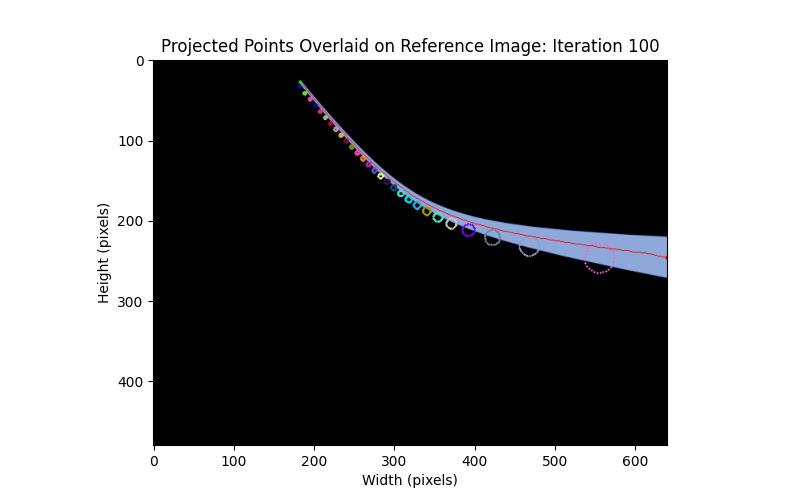 Projected Points Overlaid on Reference Image: Iteration 100
0
100
200
300
400
Height (pixels)
0 100 200 300 400 500 600
Width (pixels)